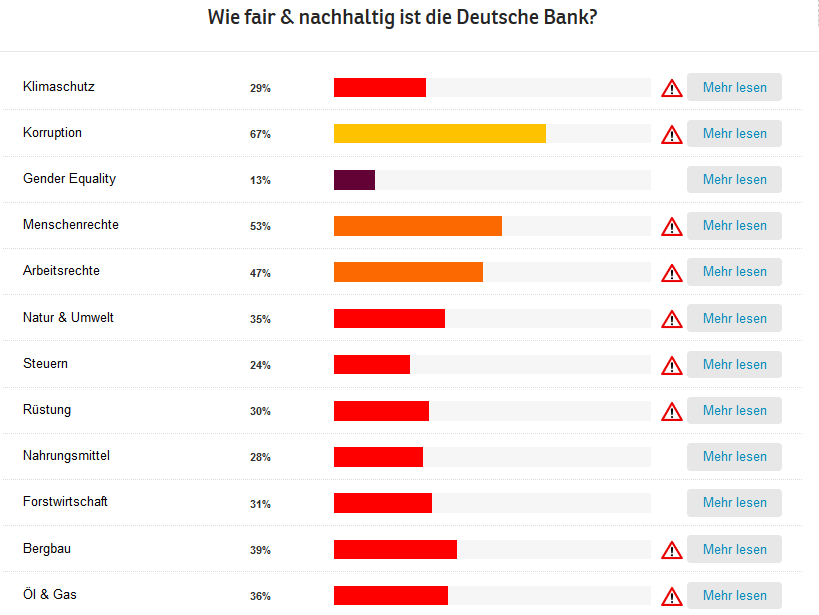 Wie fair & nachhaltig ist die Deutsche Bank?
Klimaschutz 29% Mehr lesen
Korruption 67% Mehr lesen
Gender Equality 13% Mehr lesen
Menschenrechte 53% Mehr lesen
Arbeitsrechte 47% Mehr lesen
Natur & Umwelt 35% Mehr lesen
Steuern 24% Mehr lesen
Rüstung 30% Mehr lesen
Nahrungsmittel 28% Mehr lesen
Forstwirtschaft 31% Mehr lesen
Bergbau 39% Mehr lesen
Öl & Gas 36% Mehr lesen